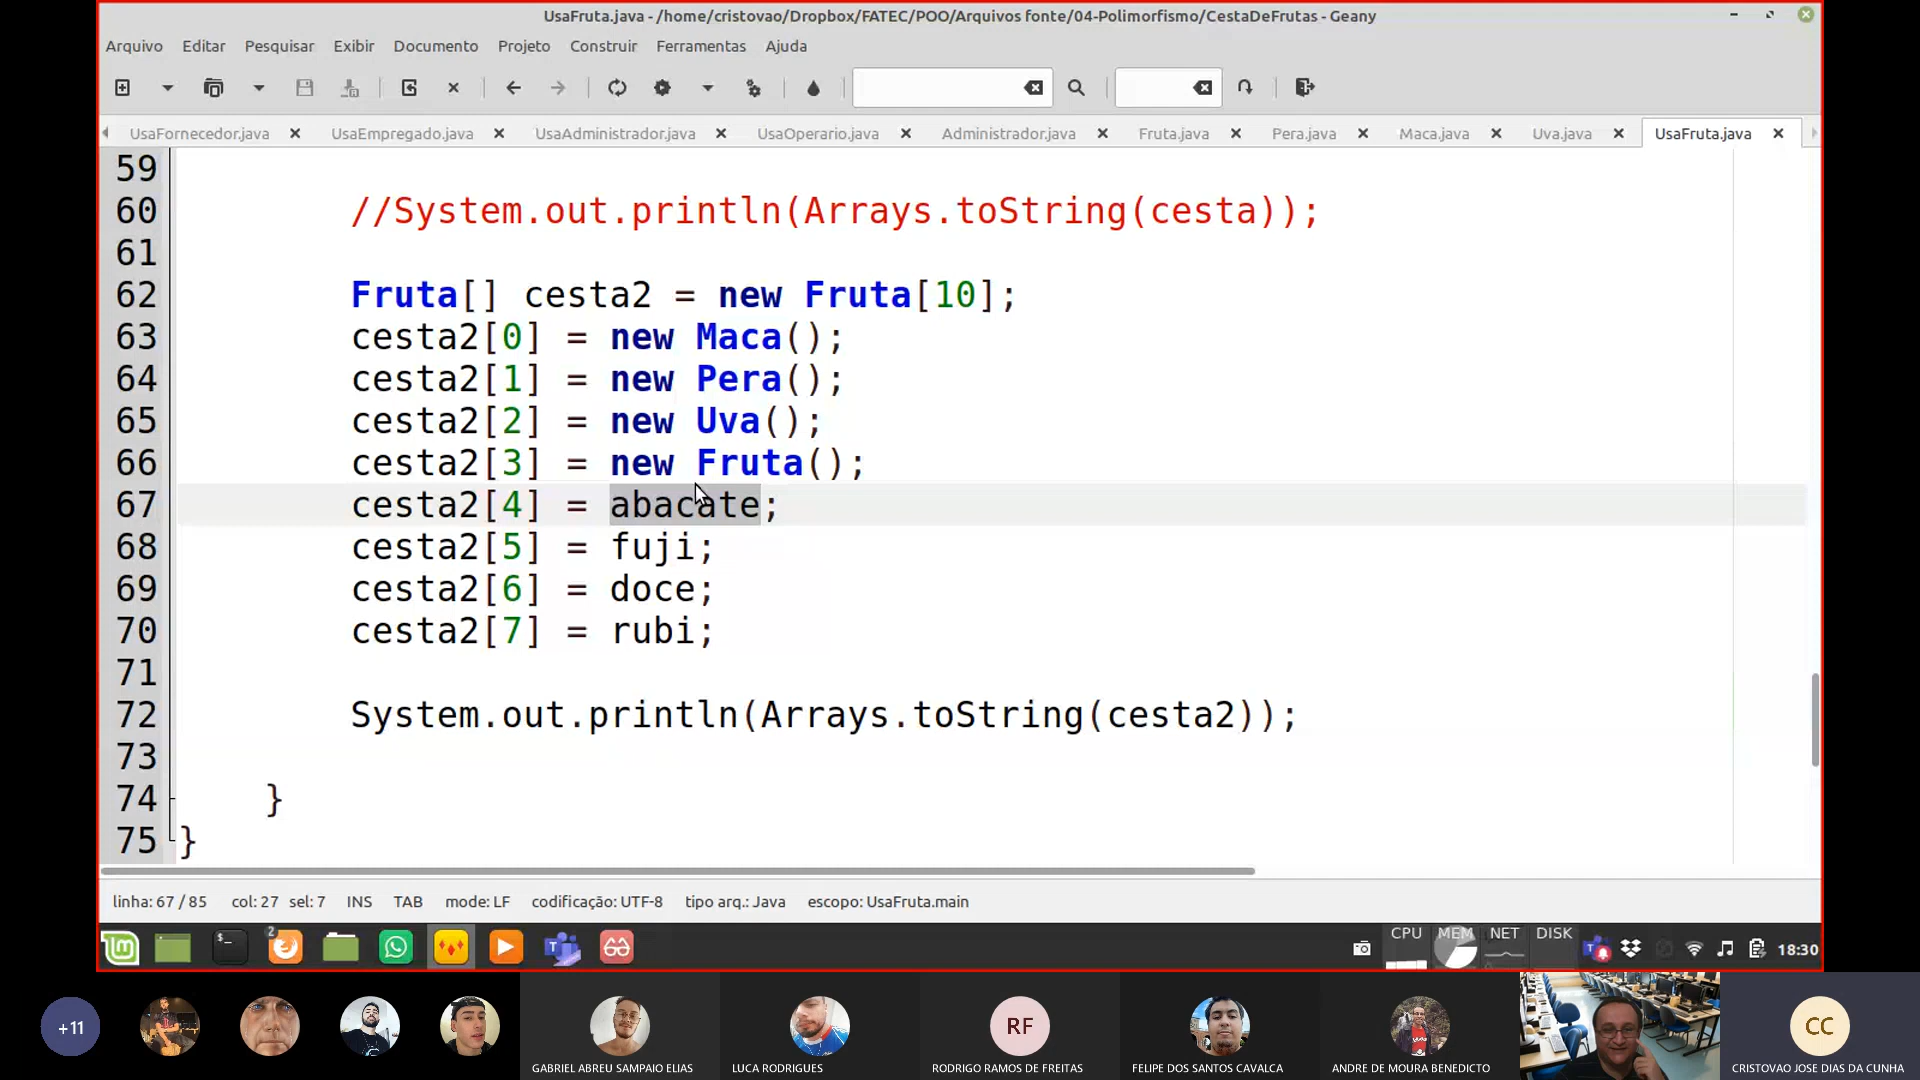 UsaFruta.java - /home/cristovao/Dropbox/FATEC/POO/Arquivos fonte/04-Polimorfismo/CestaDeFrutas - Geany
Arquivo Editar Pesquisar Exibir Documento Projeto Construir Ferramentas Ajuda
UsaFornecedor.java UsaEmpregado.java UsaAdministrador.java UsaOperario.java Administrador.java Fruta.java Pera.java Maca.java Uva.java UsaFruta.java
59
60 //System.out.println(Arrays.toString(cesta));
61
62 Fruta[] cesta2 = new Fruta[10];
63 cesta2[0] = new Maca();
64 cesta2[1] = new Pera();
65 cesta2[2] = new Uva();
66 cesta2[3] = new Fruta();
67 cesta2[4] = abacate;
68 cesta2[5] = fuji;
69 cesta2[6] = doce;
70 cesta2[7] = rubi;
71
72 System.out.println(Arrays.toString(cesta2));
73
74 }
75 }
linha: 67 / 85 col: 27 sel: 7 INS TAB mode: LF codificação: UTF-8 tipo arq.: Java escopo: UsaFruta.main
2 CPU MEM NET DISK 18:30
+11 RF CC
GABRIEL ABREU SAMPAIO ELIAS LUCA RODRIGUES RODRIGO RAMOS DE FREITAS FELIPE DOS SANTOS CAVALCA ANDRE DE MOURA BENEDICTO CRISTOVAO JOSE DIAS DA CUNHA